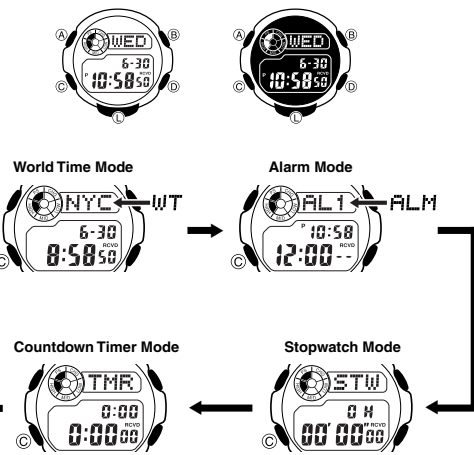 A B A B
WED WED
6-30 6-30
RCVD RCVD
P 10:58 50 P 10:58 50
C D C D
L L
World Time Mode Alarm Mode
NYC WT AL1 ALM
6-30 P 10:58
RCVD RCVD
8:58 50 12:00 --
C C
Countdown Timer Mode Stopwatch Mode
TMR STW
0:00 0 H
RCVD RCVD
0:00 00 00' 00" 00
C C